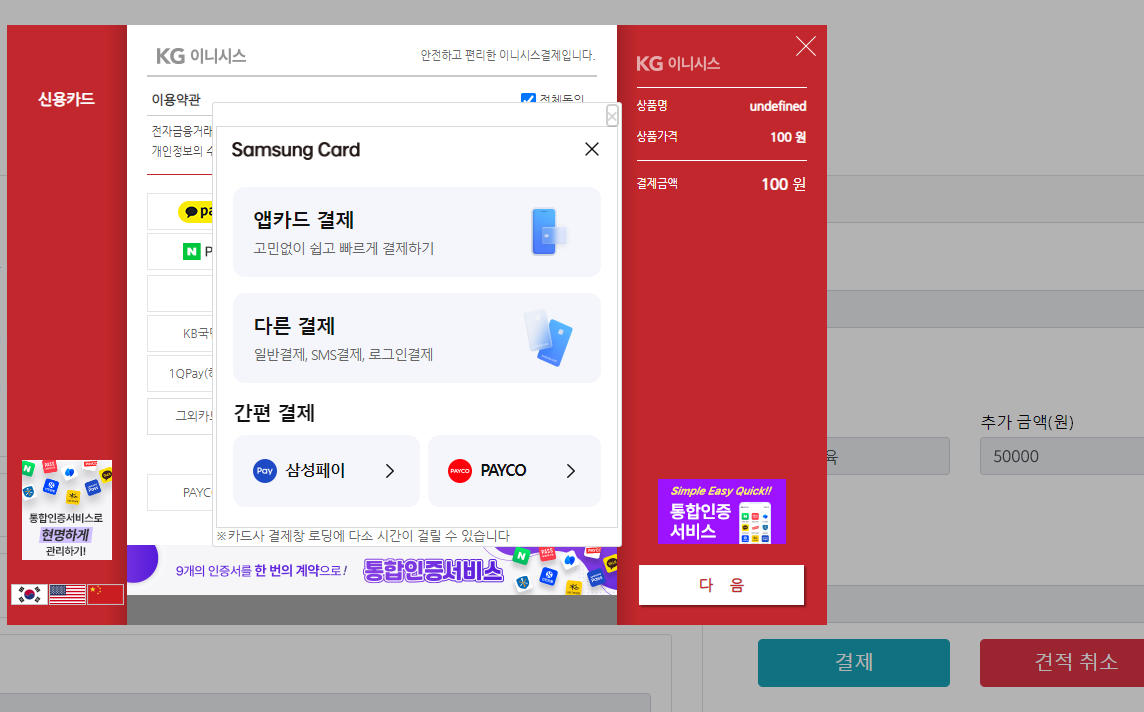 신용카드
통합인증서비스로
현명하게
관리하기!
KG 이니시스
안전하고 편리한 이니시스결제입니다.
이용약관
전체동의
전자금융거래
개인정보의
N
KB국
1QPay(
그외카
PAYC
Samsung Card
앱카드 결제
고민없이 쉽고 빠르게 결제하기
다른 결제
일반결제, SMS결제, 로그인결제
간편 결제
Pay 삼성페이
PAYCO PAYCO
※카드사 결제창 로딩에 다소 시간이 걸릴 수 있습니다
9개의 인증서를 한 번의 계약으로! 통합인증서비스
KG 이니시스
상품명 undefined
상품가격 100 원
결제금액 100 원
Simple Easy Quick!!
통합인증
서비스
다 음
추가 금액(원)
육
50000
결제
견적 취소